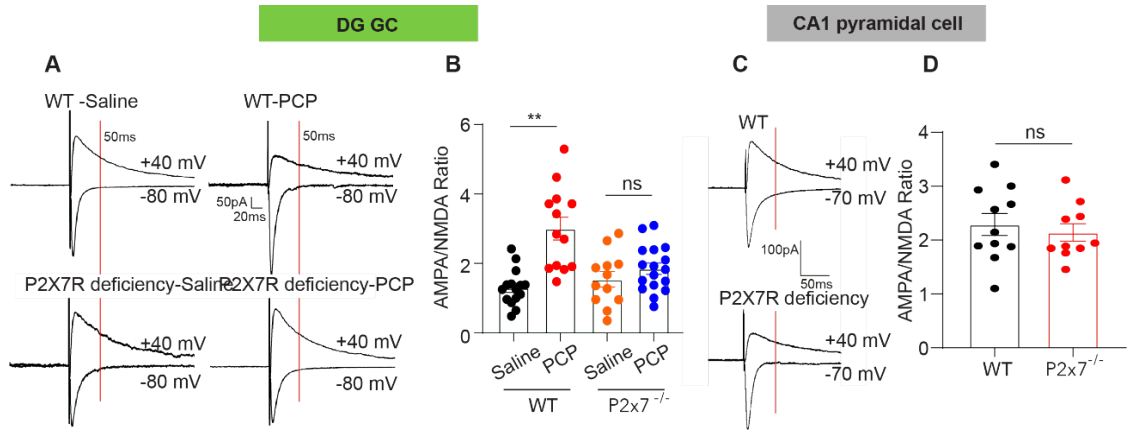 DG GC
CA1 pyramidal cell
A
B
C
D
WT -Saline
50ms
+40 mV
-80 mV
WT-PCP
50ms
+40 mV
-80 mV
50pA
20ms
P2X7R deficiency-Saline
+40 mV
-80 mV
P2X7R deficiency-PCP
+40 mV
-80 mV
AMPA/NMDA Ratio
6
4
2
0
**
ns
Saline
PCP
Saline
PCP
WT
P2x7 -/-
WT
+40 mV
-70 mV
100pA
50ms
P2X7R deficiency
+40 mV
-70 mV
AMPA/NMDA Ratio
4
3
2
1
0
ns
WT
P2x7-/-